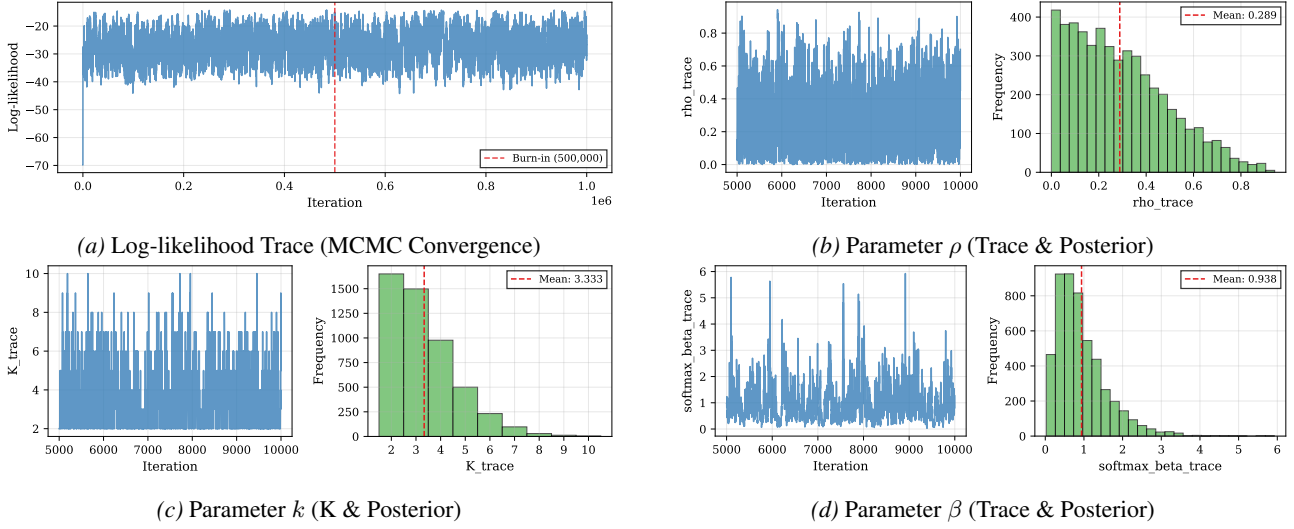 −20
−30
−40
−50
−60
−70
Log-likelihood
Burn-in (500,000)
0.0 0.2 0.4 0.6 0.8 1.0
1e6
Iteration
(a) Log-likelihood Trace (MCMC Convergence)
0.8
0.6
0.4
0.2
0.0
rho_trace
5000 6000 7000 8000 9000 10000
Iteration
Mean: 0.289
400
300
200
100
0
Frequency
0.0 0.2 0.4 0.6 0.8
rho_trace
(b) Parameter ρ (Trace & Posterior)
10
8
6
4
2
K_trace
5000 6000 7000 8000 9000 10000
Iteration
Mean: 3.333
1500
1250
1000
750
500
250
0
Frequency
2 3 4 5 6 7 8 9 10
K_trace
(c) Parameter k (K & Posterior)
6
5
4
3
2
1
0
softmax_beta_trace
5000 6000 7000 8000 9000 10000
Iteration
Mean: 0.938
800
600
400
200
0
Frequency
0 1 2 3 4 5 6
softmax_beta_trace
(d) Parameter β (Trace & Posterior)